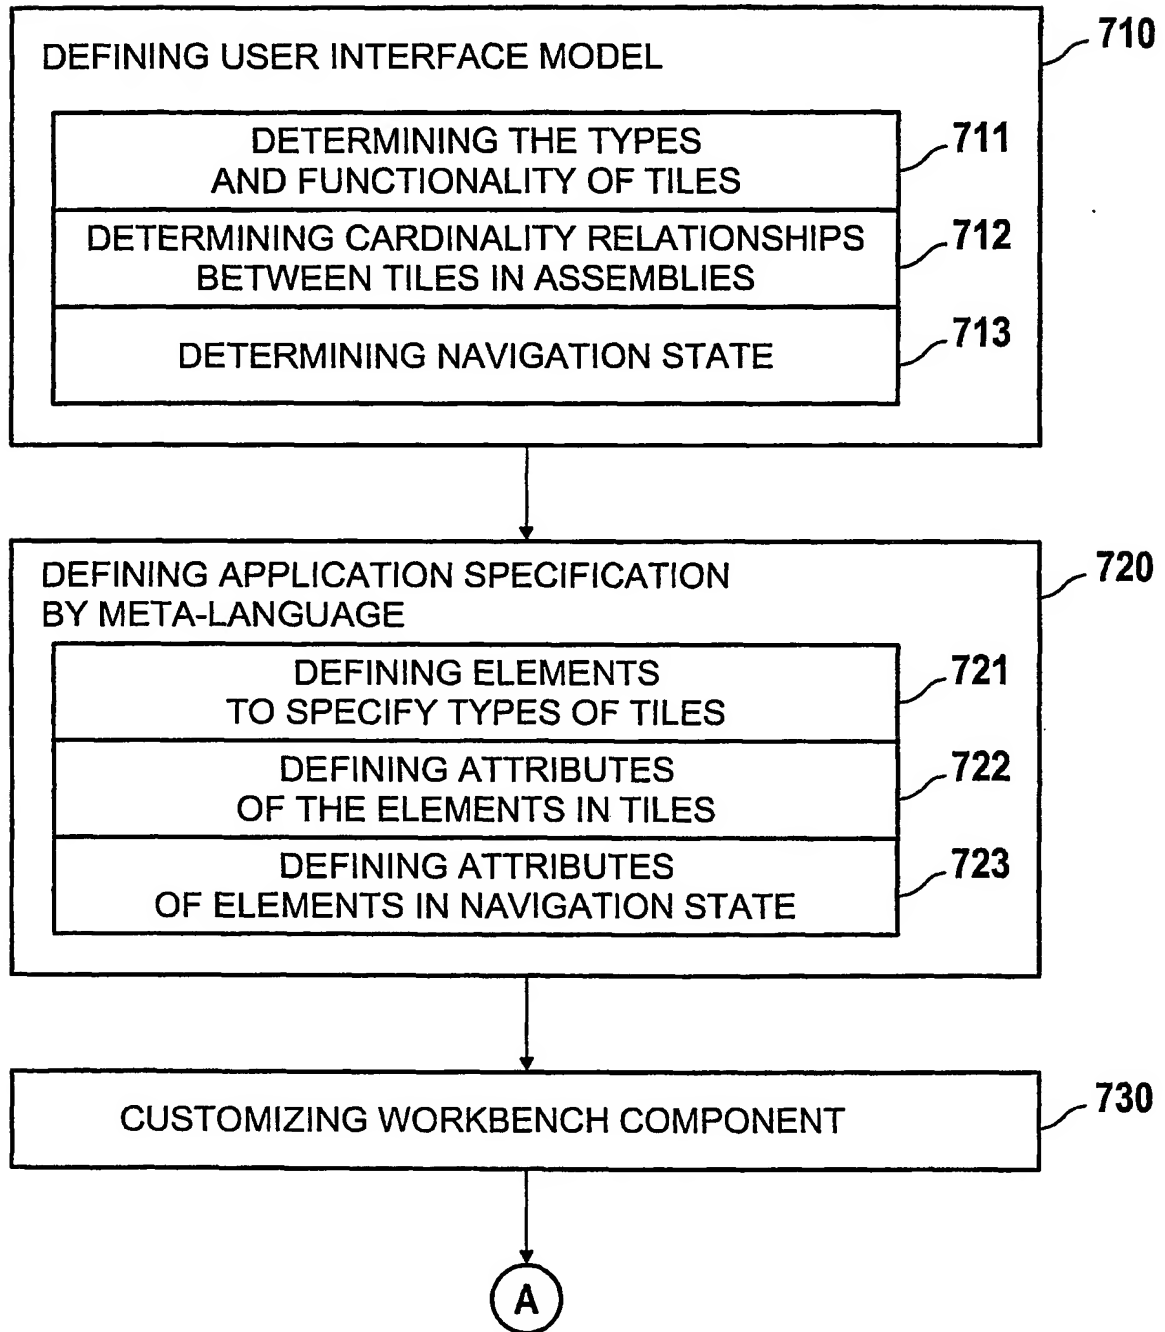 DEFINING USER INTERFACE MODEL
710
DETERMINING THE TYPES
AND FUNCTIONALITY OF TILES
711
DETERMINING CARDINALITY RELATIONSHIPS
BETWEEN TILES IN ASSEMBLIES
712
DETERMINING NAVIGATION STATE
713
DEFINING APPLICATION SPECIFICATION
BY META-LANGUAGE
720
DEFINING ELEMENTS
TO SPECIFY TYPES OF TILES
721
DEFINING ATTRIBUTES
OF THE ELEMENTS IN TILES
722
DEFINING ATTRIBUTES
OF ELEMENTS IN NAVIGATION STATE
723
CUSTOMIZING WORKBENCH COMPONENT
730
A